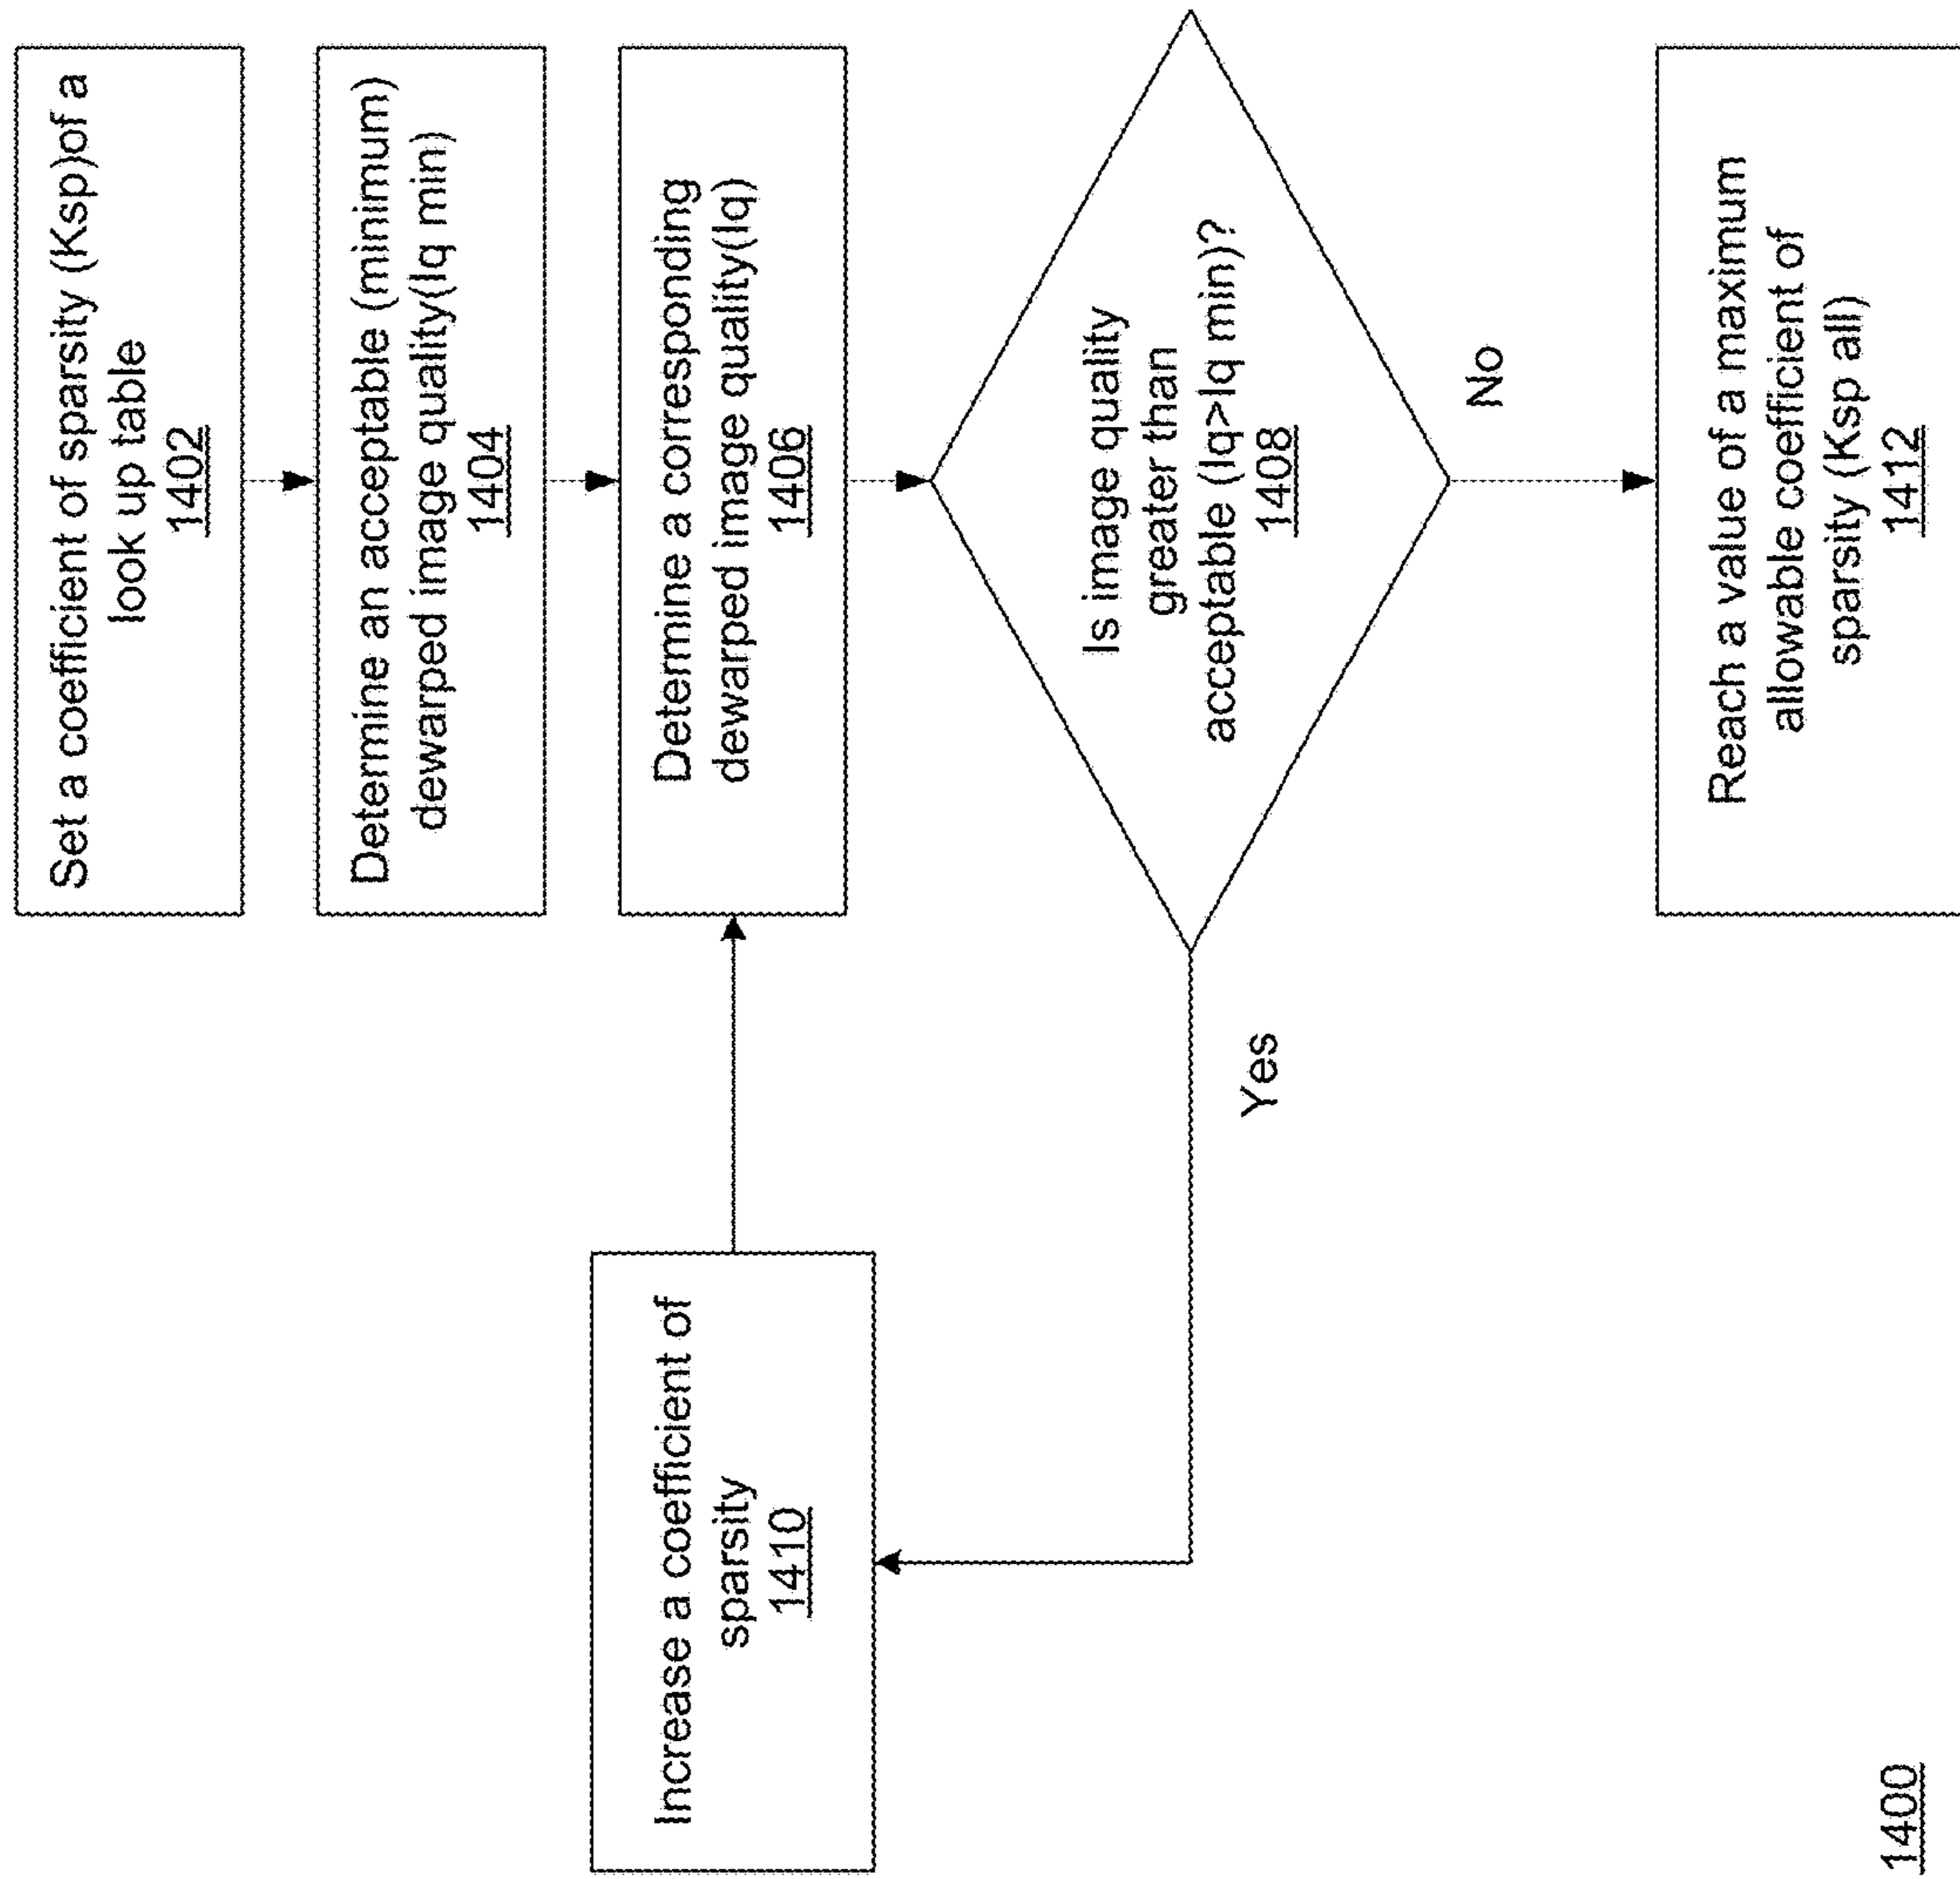 Set a coefficient of sparsity (Ksp)of a
look up table
1402
Determine an acceptable (minimum)
dewarped image quality(Iq min)
1404
Determine a corresponding
dewarped image quality(Iq)
1406
Is image quality
greater than
acceptable (Iq>Iq min)?
1408
Yes
Increase a coefficient of
sparsity
1410
No
Reach a value of a maximum
allowable coefficient of
sparsity (Ksp all)
1412
1400